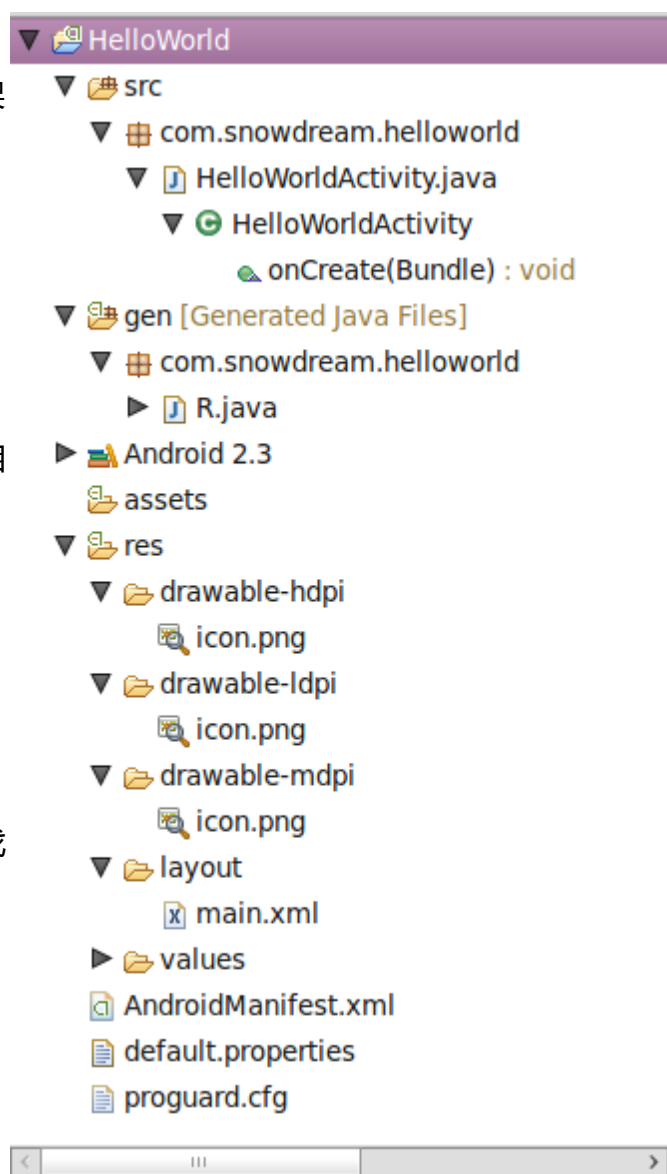 HelloWorld
src
com.snowdream.helloworld
HelloWorldActivity.java
HelloWorldActivity
onCreate(Bundle) : void
gen [Generated Java Files]
com.snowdream.helloworld
R.java
Android 2.3
assets
res
drawable-hdpi
icon.png
drawable-ldpi
icon.png
drawable-mdpi
icon.png
layout
main.xml
values
AndroidManifest.xml
default.properties
proguard.cfg